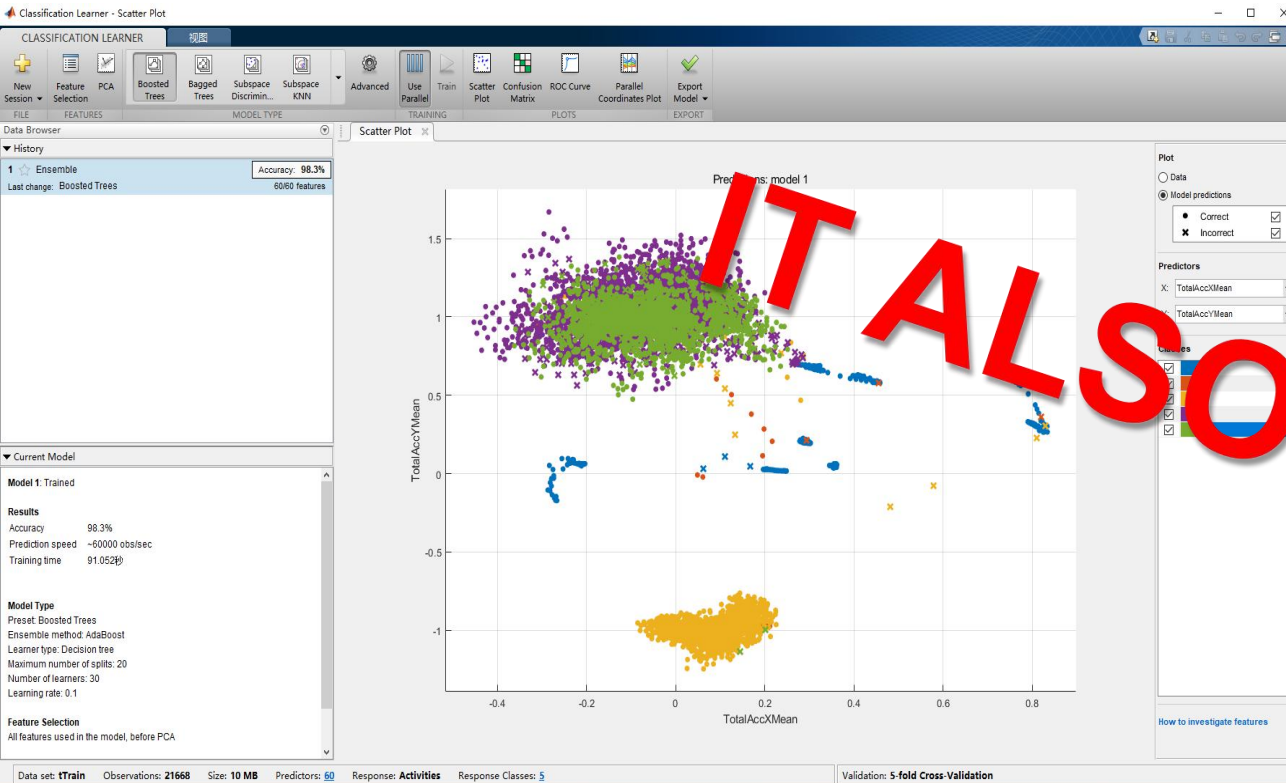 Classification Learner - Scatter Plot
CLASSIFICATION LEARNER 视图
New Session
Feature Selection
PCA
Boosted Trees
Bagged Trees
Subspace Discrimin...
Subspace KNN
Advanced
Use Parallel
Train
Scatter Plot
Confusion Matrix
ROC Curve
Parallel Coordinates Plot
Export Model
FILE FEATURES MODEL TYPE TRAINING PLOTS EXPORT
Data Browser
Scatter Plot
History
1 Ensemble Accuracy: 98.3%
Last change: Boosted Trees 60/60 features
Current Model
Model 1: Trained
Results
Accuracy 98.3%
Prediction speed ~60000 obs/sec
Training time 91.052秒
Model Type
Preset: Boosted Trees
Ensemble method: AdaBoost
Learner type: Decision tree
Maximum number of splits: 20
Number of learners: 30
Learning rate: 0.1
Feature Selection
All features used in the model, before PCA
model 1
1.5
1
0.5
0
-0.5
-1
TotalAccYMean
-0.4 -0.2 0 0.2 0.4 0.6 0.8
TotalAccXMean
IT ALSO
Plot
Data
Model predictions
Correct
Incorrect
Predictors
X: TotalAccXMean
TotalAccYMean
How to investigate features
Data set: tTrain Observations: 21668 Size: 10 MB Predictors: 60 Response: Activities Response Classes: 5 Validation: 5-fold Cross-Validation